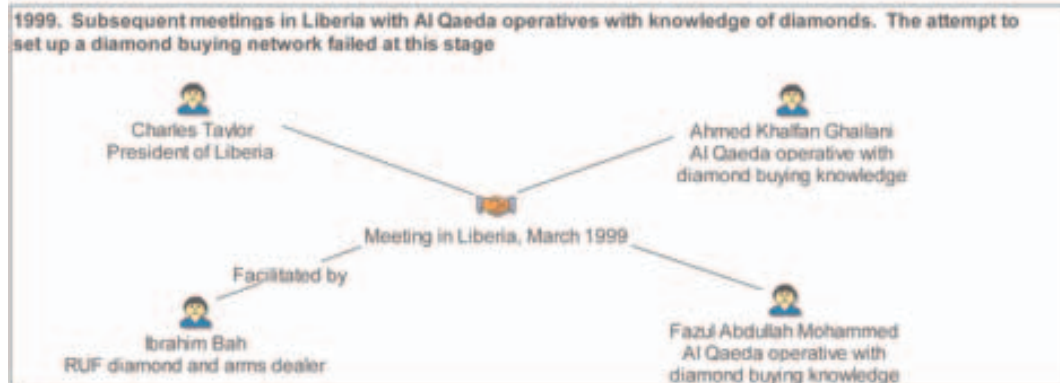 1999. Subsequent meetings in Liberia with Al Qaeda operatives with knowledge of diamonds. The attempt to
set up a diamond buying network failed at this stage
Charles Taylor
President of Liberia
Ahmed Khalfan Ghailani
Al Qaeda operative with
diamond buying knowledge
Meeting in Liberia, March 1999
Facilitated by
Ibrahim Bah
RUF diamond and arms dealer
Fazul Abdullah Mohammed
Al Qaeda operative with
diamond buying knowledge